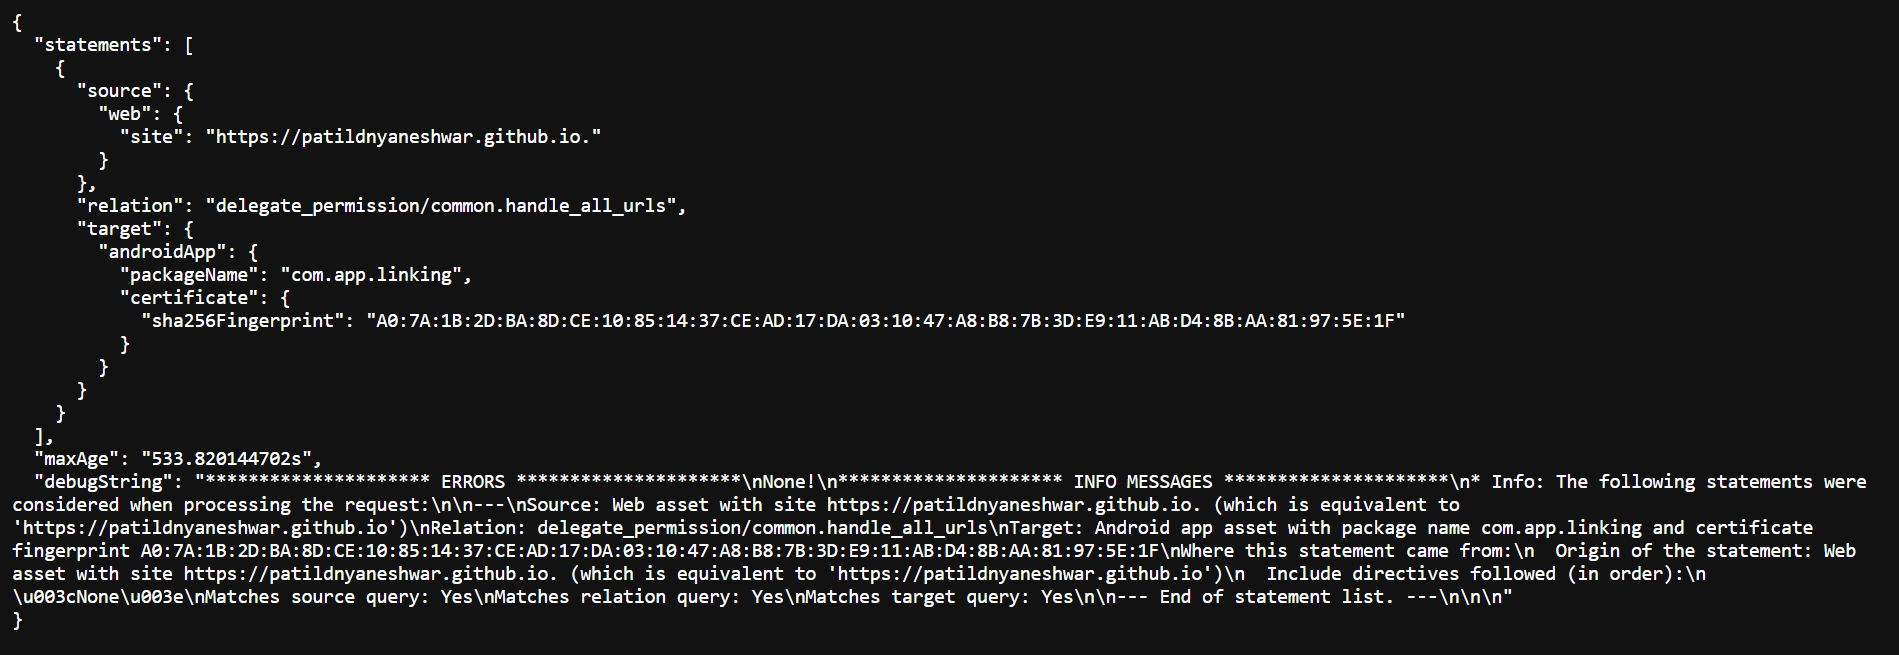 {
  "statements": [
    {
      "source": {
        "web": {
          "site": "https://patildnyaneshwar.github.io."
        }
      },
      "relation": "delegate_permission/common.handle_all_urls",
      "target": {
        "androidApp": {
          "packageName": "com.app.linking",
          "certificate": {
            "sha256Fingerprint": "A0:7A:1B:2D:BA:8D:CE:10:85:14:37:CE:AD:17:DA:03:10:47:A8:B8:7B:3D:E9:11:AB:D4:8B:AA:81:97:5E:1F"
          }
        }
      }
    }
  ],
  "maxAge": "533.820144702s",
  "debugString": "********************* ERRORS *********************\nNone!\n********************* INFO MESSAGES *********************\n* Info: The following statements were
considered when processing the request:\n\n---\nSource: Web asset with site https://patildnyaneshwar.github.io. (which is equivalent to
'https://patildnyaneshwar.github.io')\nRelation: delegate_permission/common.handle_all_urls\nTarget: Android app asset with package name com.app.linking and certificate
fingerprint A0:7A:1B:2D:BA:8D:CE:10:85:14:37:CE:AD:17:DA:03:10:47:A8:B8:7B:3D:E9:11:AB:D4:8B:AA:81:97:5E:1F\nWhere this statement came from:\n  Origin of the statement: Web
asset with site https://patildnyaneshwar.github.io. (which is equivalent to 'https://patildnyaneshwar.github.io')\n  Include directives followed (in order):\n
\u003cNone\u003e\nMatches source query: Yes\nMatches relation query: Yes\nMatches target query: Yes\n\n--- End of statement list. ---\n\n\n"
}